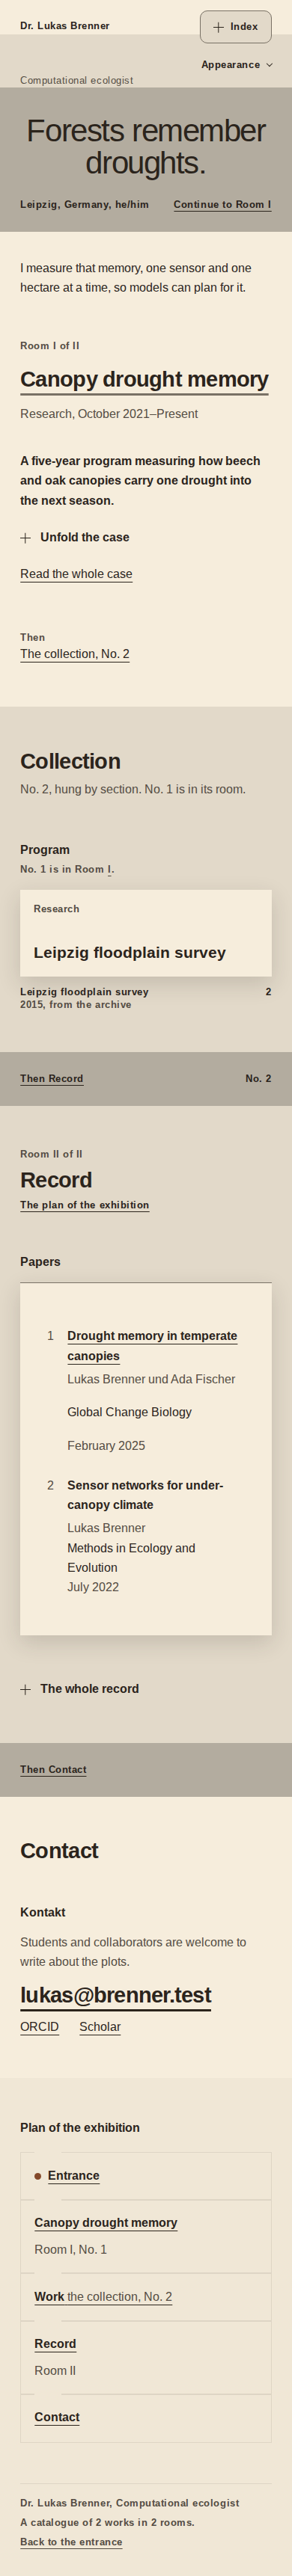 Dr. Lukas Brenner
Index
Appearance
Computational ecologist
Forests remember
droughts.
Leipzig, Germany, he/him
Continue to Room I
I measure that memory, one sensor and one
hectare at a time, so models can plan for it.
Room I of II
Canopy drought memory
Research, October 2021–Present
A five-year program measuring how beech
and oak canopies carry one drought into
the next season.
Unfold the case
Read the whole case
Then
The collection, No. 2
Collection
No. 2, hung by section. No. 1 is in its room.
Program
No. 1 is in Room I.
Research
Leipzig floodplain survey
Leipzig floodplain survey 2
2015, from the archive
Then Record No. 2
Room II of II
Record
The plan of the exhibition
Papers
1 Drought memory in temperate
canopies
Lukas Brenner und Ada Fischer
Global Change Biology
February 2025
2 Sensor networks for under-
canopy climate
Lukas Brenner
Methods in Ecology and
Evolution
July 2022
The whole record
Then Contact
Contact
Kontakt
Students and collaborators are welcome to
write about the plots.
lukas@brenner.test
ORCID Scholar
Plan of the exhibition
Entrance
Canopy drought memory
Room I, No. 1
Work the collection, No. 2
Record
Room II
Contact
Dr. Lukas Brenner, Computational ecologist
A catalogue of 2 works in 2 rooms.
Back to the entrance